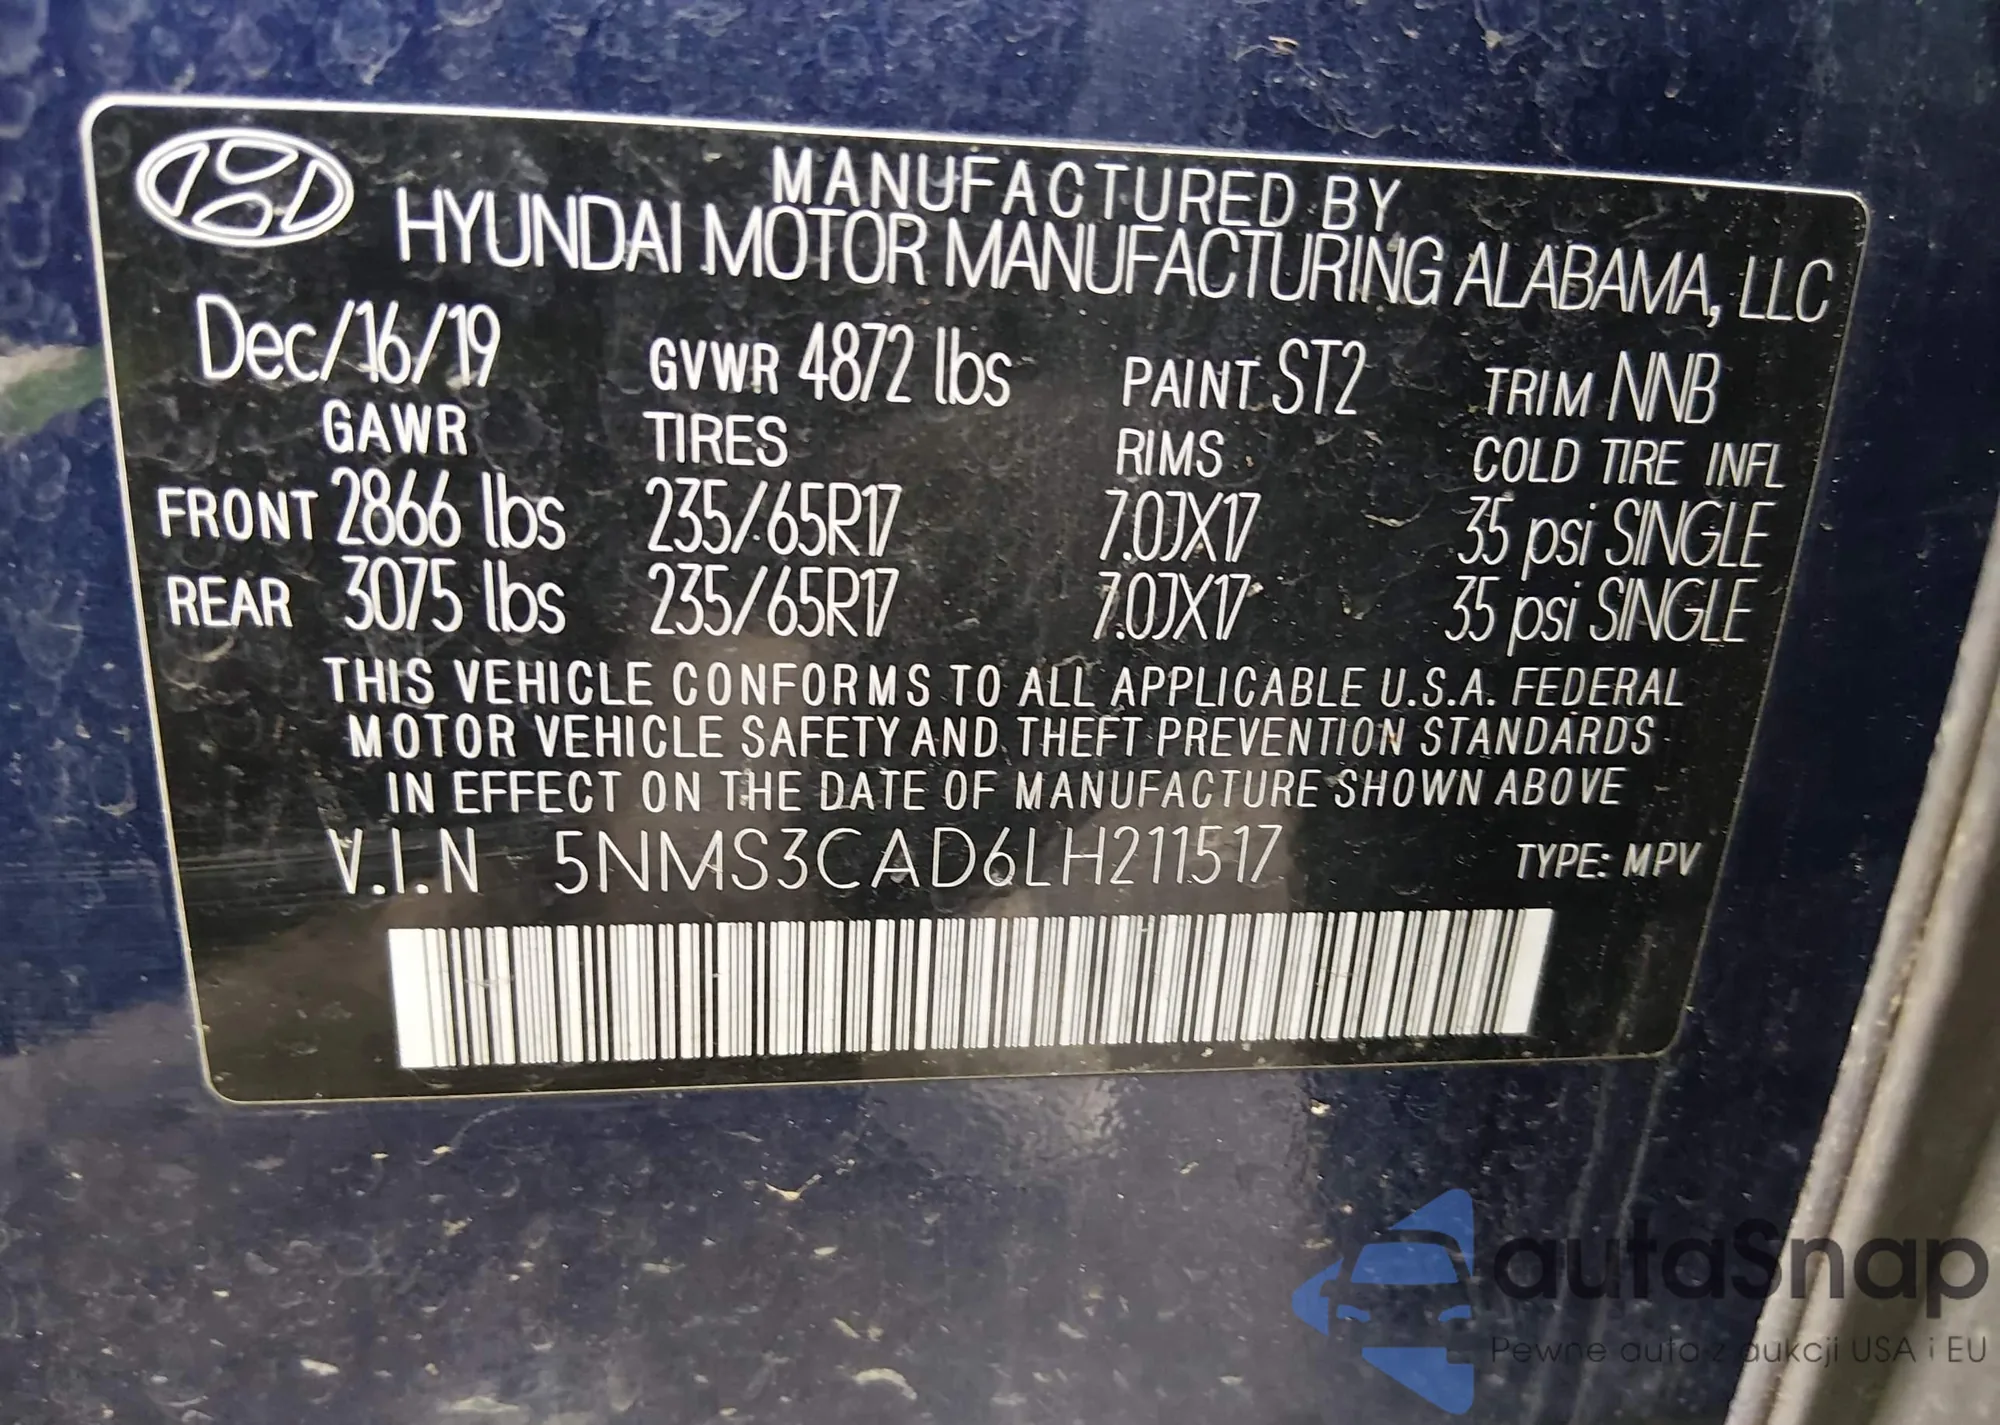 MANUFACTURED BY
HYUNDAI MOTOR MANUFACTURING ALABAMA, LLC
Dec/16/19 GVWR 4872 lbs PAINT ST2 TRIM NNB
GAWR TIRES RIMS COLD TIRE INFL
FRONT 2866 lbs 235/65R17 7.0JX17 35 psi SINGLE
REAR 3075 lbs 235/65R17 7.0JX17 35 psi SINGLE
THIS VEHICLE CONFORMS TO ALL APPLICABLE U.S.A. FEDERAL
MOTOR VEHICLE SAFETY AND THEFT PREVENTION STANDARDS
IN EFFECT ON THE DATE OF MANUFACTURE SHOWN ABOVE
V.I.N 5NMS3CAD6LH211517 TYPE: MPV
autaSnap
Pewne auta z aukcji USA i EU